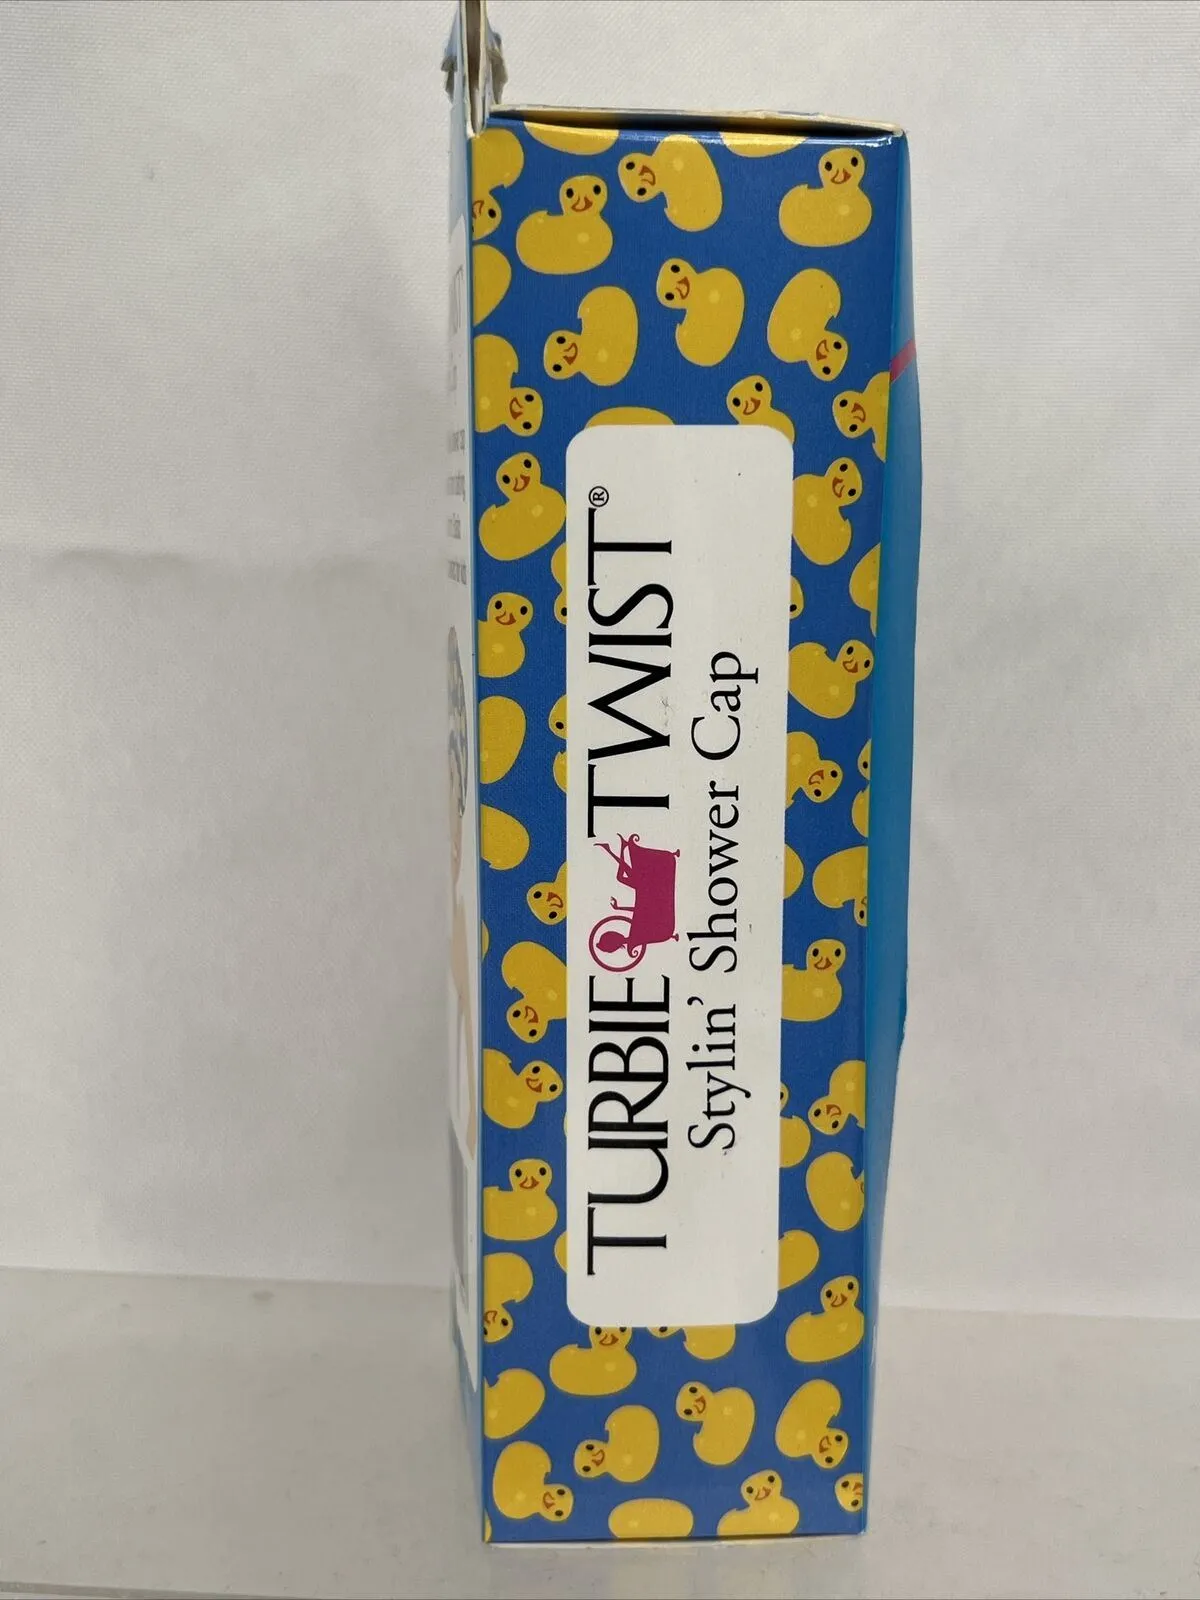 TURBIE TWIST®
Stylin' Shower Cap